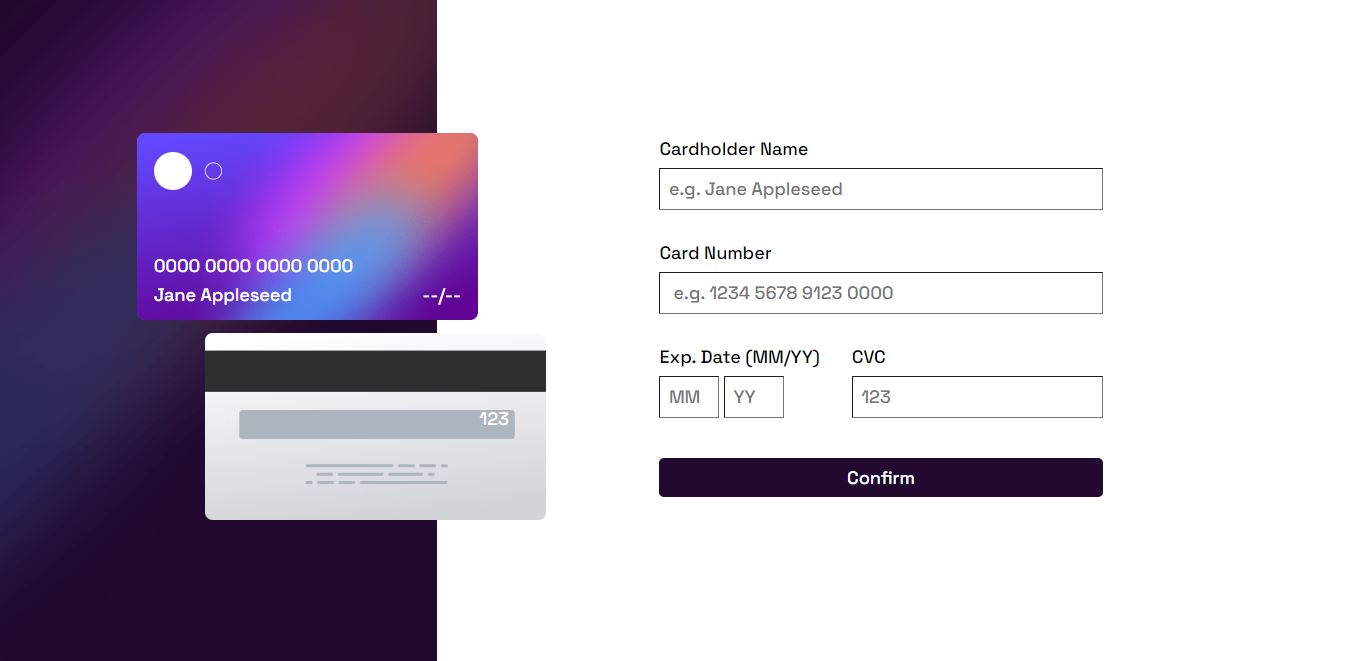 0000 0000 0000 0000
Jane Appleseed --/--
123
Cardholder Name
e.g. Jane Appleseed
Card Number
e.g. 1234 5678 9123 0000
Exp. Date (MM/YY) CVC
MM YY 123
Confirm